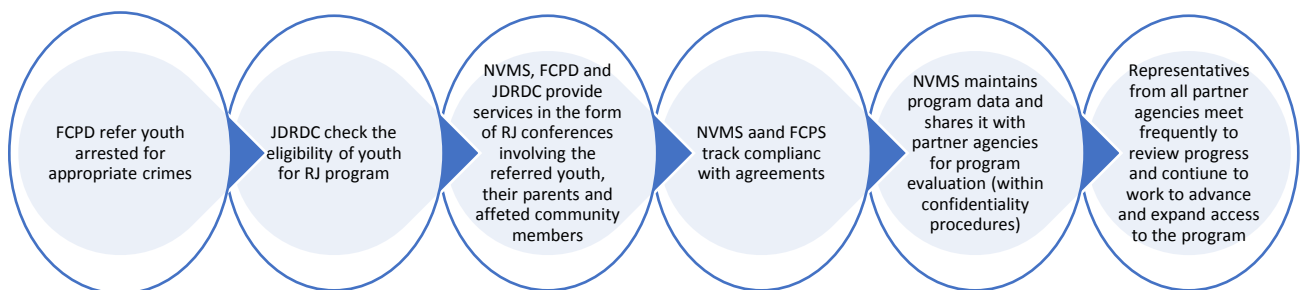 FCPD refer youth
arrested for
appropriate crimes
JDRDC check the
eligibility of youth
for RJ program
NVMS, FCPD and
JDRDC provide
services in the form
of RJ conferences
involving the
referred youth,
their parents and
affeted community
members
NVMS aand FCPS
track complianc
with agreements
NVMS maintains
program data and
shares it with
partner agencies
for program
evaluation (within
confidentiality
procedures)
Representatives
from all partner
agencies meet
frequently to
review progress
and contiune to
work to advance
and expand access
to the program